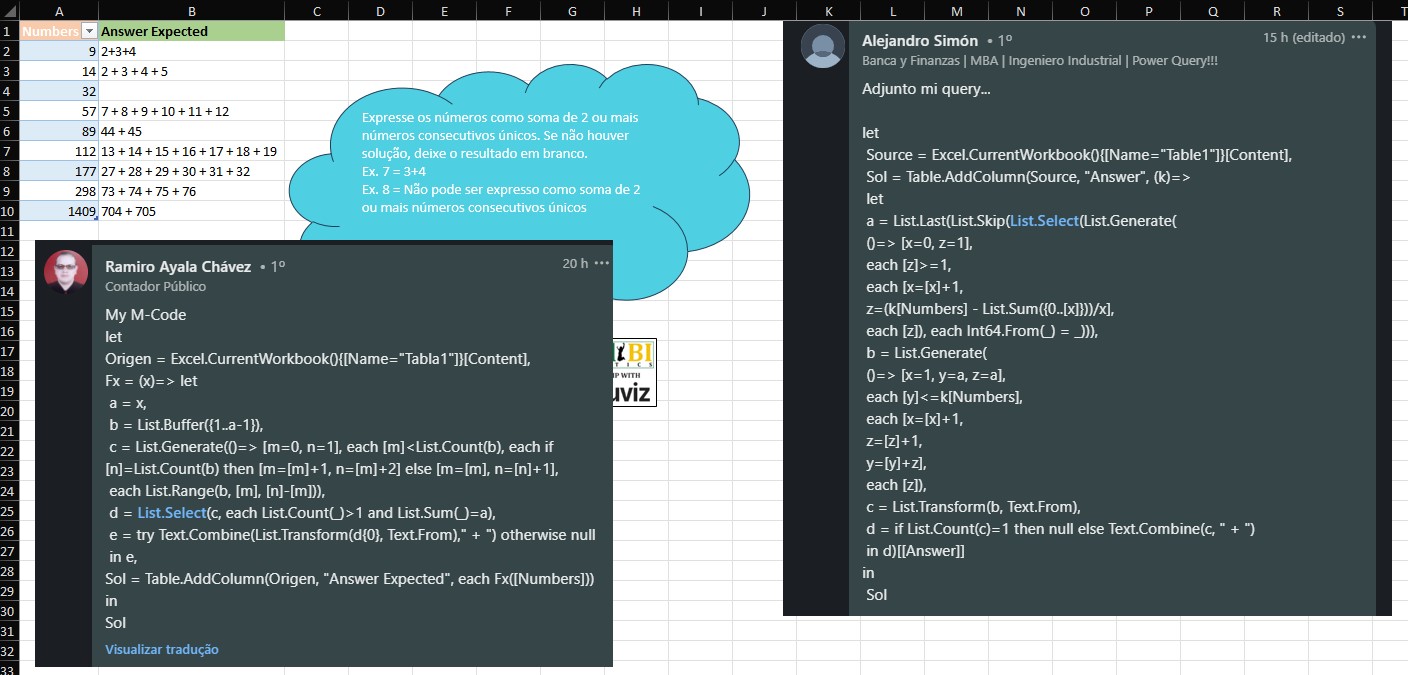 A B C D E F G H I J K L M N O P Q R S T
1 Numbers Answer Expected
2 9 2+3+4
3 14 2 + 3 + 4 + 5
4 32
5 57 7 + 8 + 9 + 10 + 11 + 12
6 89 44 + 45
7 112 13 + 14 + 15 + 16 + 17 + 18 + 19
8 177 27 + 28 + 29 + 30 + 31 + 32
9 298 73 + 74 + 75 + 76
10 1409 704 + 705
11
12
13
14
15
16
17
18
19
20
21
22
23
24
25
26
27
28
29
30
31
32
33
Expresse os números como soma de 2 ou mais
números consecutivos únicos. Se não houver
solução, deixe o resultado em branco.
Ex. 7 = 3+4
Ex. 8 = Não pode ser expresso como soma de 2
ou mais números consecutivos únicos
Ramiro Ayala Chávez • 1º
20 h •••
Contador Público
My M-Code
let
Origen = Excel.CurrentWorkbook(){[Name="Tabla1"]}[Content],
Fx = (x)=> let
a = x,
b = List.Buffer({1..a-1}),
c = List.Generate(()=> [m=0, n=1], each [m]<List.Count(b), each if
[n]=List.Count(b) then [m=[m]+1, n=[m]+2] else [m=[m], n=[n]+1],
each List.Range(b, [m], [n]-[m])),
d = List.Select(c, each List.Count(_)>1 and List.Sum(_)=a),
e = try Text.Combine(List.Transform(d{0}, Text.From)," + ") otherwise null
in e,
Sol = Table.AddColumn(Origen, "Answer Expected", each Fx([Numbers]))
in
Sol
Visualizar tradução
BI
P WITH
uviz
Alejandro Simón • 1º
15 h (editado) •••
Banca y Finanzas | MBA | Ingeniero Industrial | Power Query!!!
Adjunto mi query...
let
Source = Excel.CurrentWorkbook(){[Name="Table1"]}[Content],
Sol = Table.AddColumn(Source, "Answer", (k)=>
let
a = List.Last(List.Skip(List.Select(List.Generate(
()=> [x=0, z=1],
each [z]>=1,
each [x=[x]+1,
z=(k[Numbers] - List.Sum({0..[x]}))/x],
each [z]), each Int64.From(_) = _))),
b = List.Generate(
()=> [x=1, y=a, z=a],
each [y]<=k[Numbers],
each [x=[x]+1,
z=[z]+1,
y=[y]+z],
each [z]),
c = List.Transform(b, Text.From),
d = if List.Count(c)=1 then null else Text.Combine(c, " + ")
in d)[[Answer]]
in
Sol